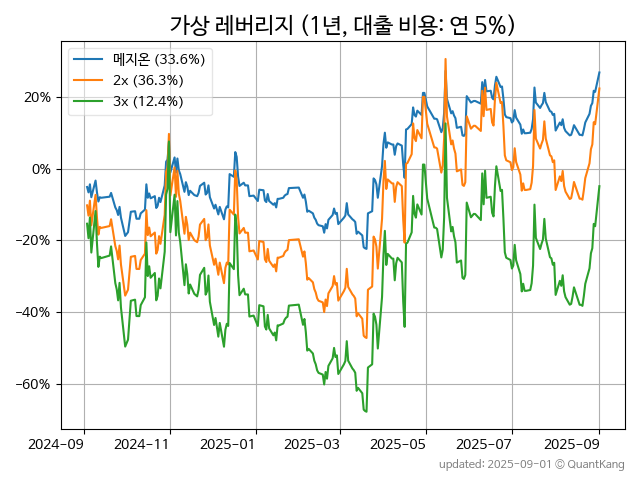 가상 레버리지 (1년, 대출 비용: 연 5%)
메지온 (33.6%)
2x (36.3%)
3x (12.4%)
20%
0%
−20%
−40%
−60%
2024-09
2024-11
2025-01
2025-03
2025-05
2025-07
2025-09
updated: 2025-09-01 © QuantKang